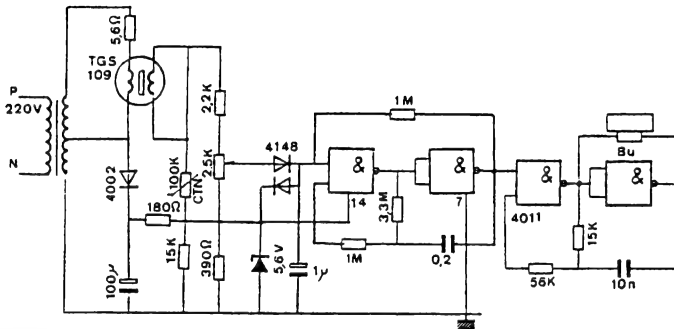 5,6Ω
TGS
109
P
220V
N
4002
180Ω
100μ
100K
CTN
15K
2,2K
2,5K
390Ω
4148
5,6V
1μ
1M
&
14
3,3M
1M
&
7
0,2
&
4011
56K
15K
Bu
&
10n